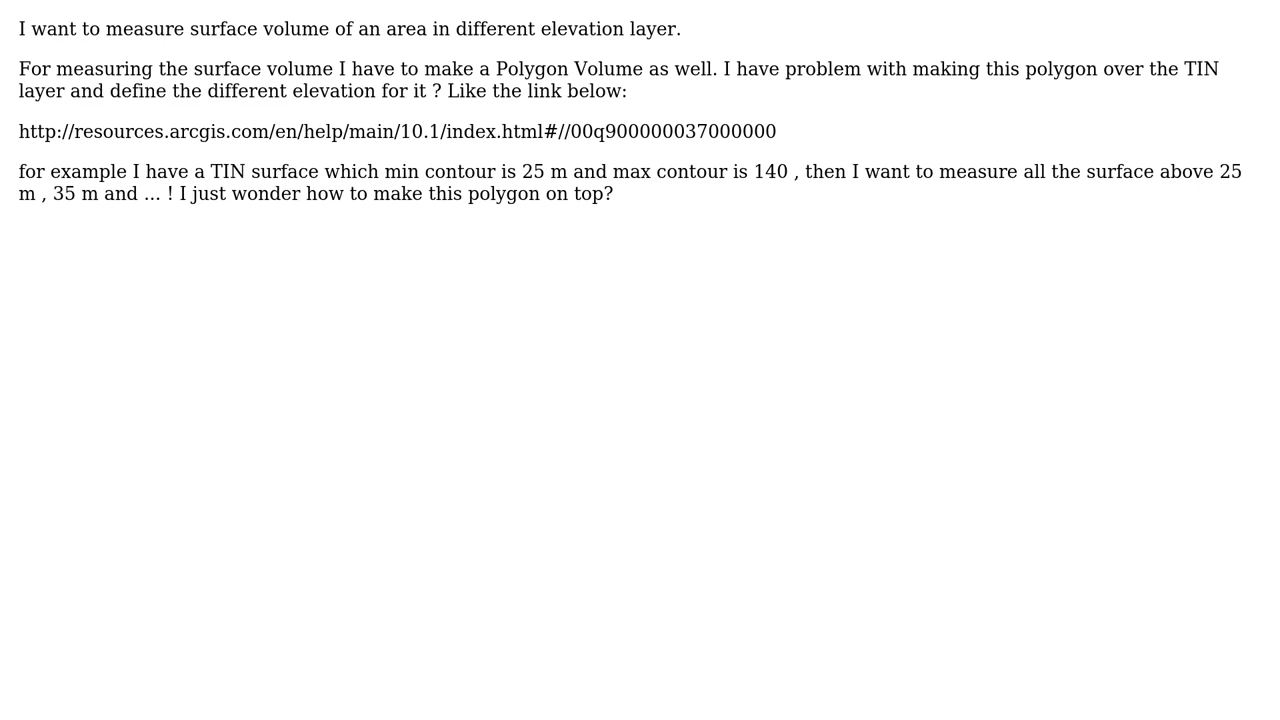 I want to measure surface volume of an area in different elevation layer.
For measuring the surface volume I have to make a Polygon Volume as well. I have problem with making this polygon over the TIN
layer and define the different elevation for it ? Like the link below:
http://resources.arcgis.com/en/help/main/10.1/index.html#//00q900000037000000
for example I have a TIN surface which min contour is 25 m and max contour is 140 , then I want to measure all the surface above 25
m , 35 m and ... ! I just wonder how to make this polygon on top?